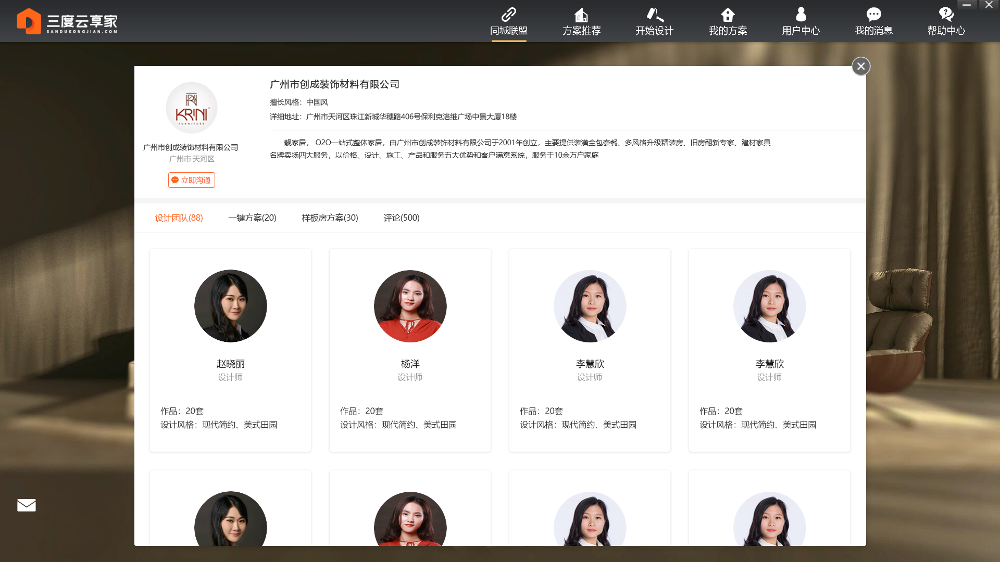 三度云享家
SANDUKONGJIAN.COM
同城联盟
方案推荐
开始设计
我的方案
用户中心
我的消息
帮助中心
KRINI
FURNITURE
广州市创成装饰材料有限公司
广州市·天河区
立即沟通
广州市创成装饰材料有限公司
擅长风格：中国风
详细地址：广州市天河区珠江新城华穗路406号保利克洛维广场中景大厦18楼
靓家居， O2O一站式整体家居，由广州市创成装饰材料有限公司于2001年创立，主要提供装潢全包套餐、多风格升级精装房、旧房翻新专家、建材家具
名牌卖场四大服务，以价格、设计、施工、产品和服务五大优势和客户满意系统，服务于10余万户家庭
设计团队(88)
一键方案(20)
样板房方案(30)
评论(500)
赵晓丽
设计师
作品：20套
设计风格：现代简约、美式田园
杨洋
设计师
作品：20套
设计风格：现代简约、美式田园
李慧欣
设计师
作品：20套
设计风格：现代简约、美式田园
李慧欣
设计师
作品：20套
设计风格：现代简约、美式田园